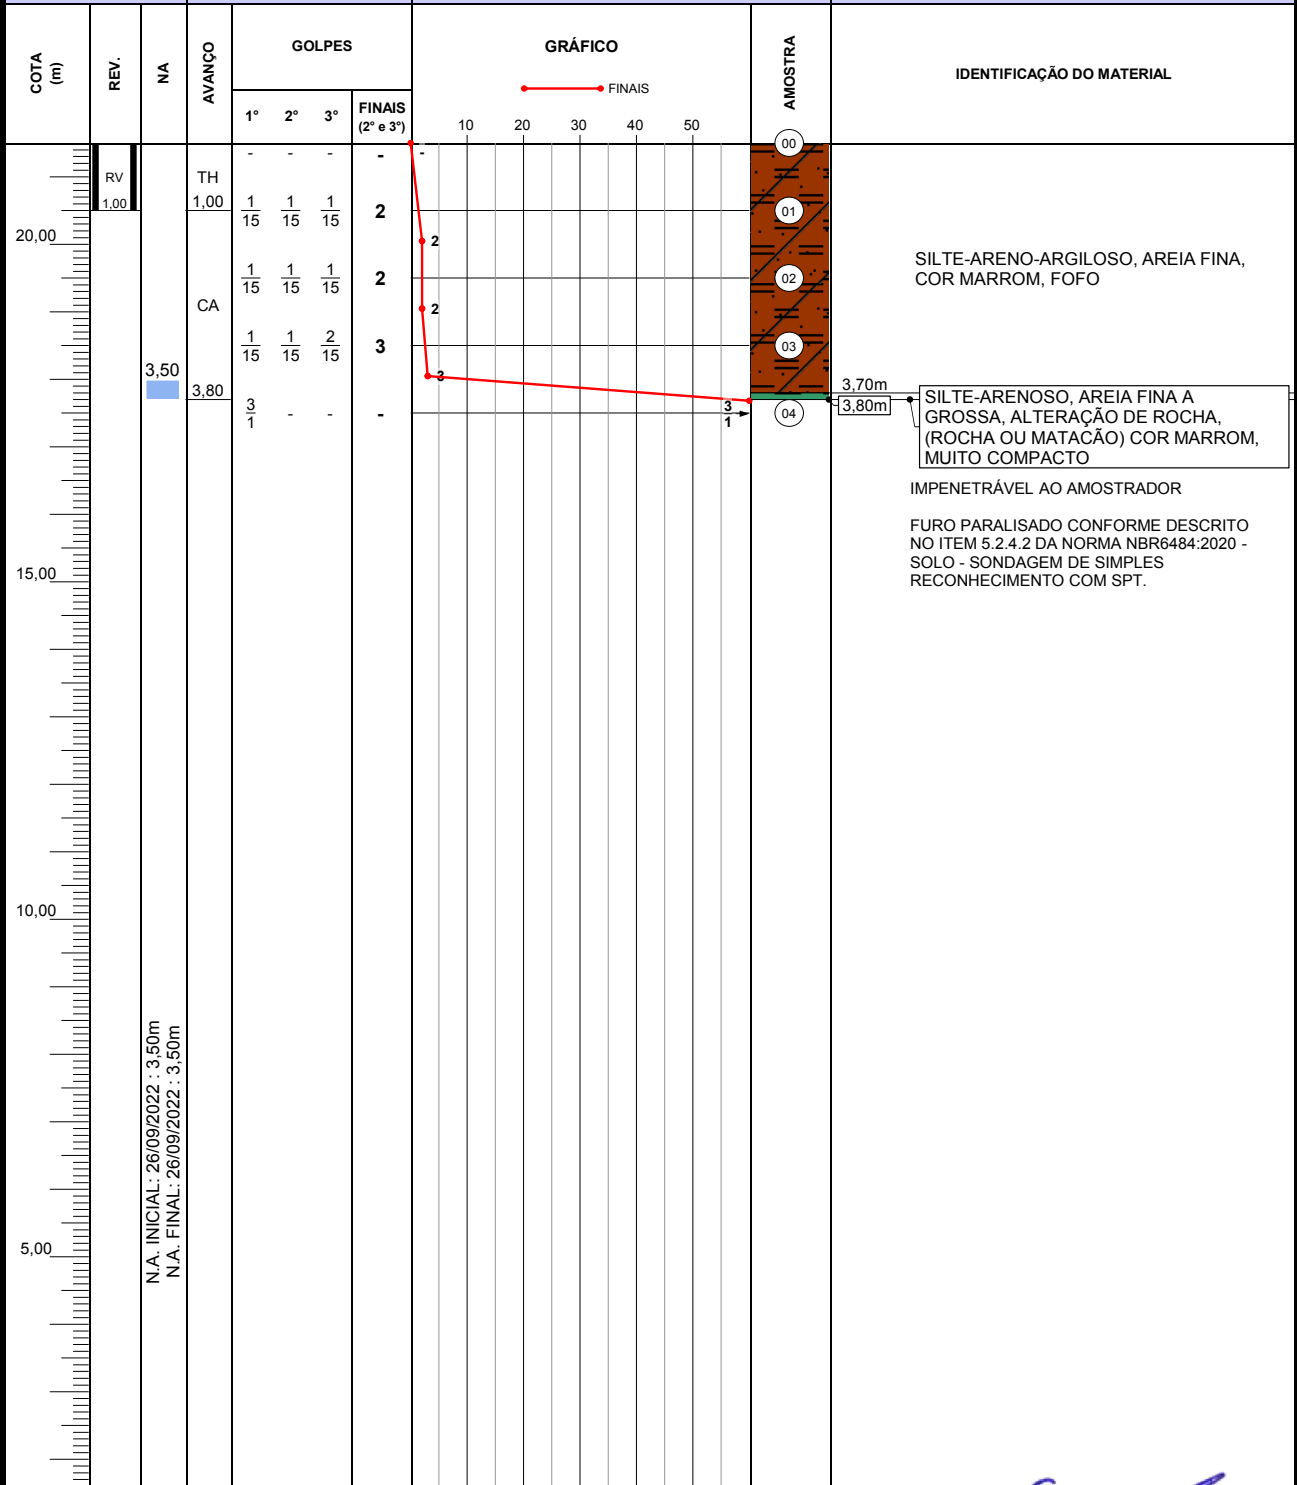 COTA
(m)
REV.
NA
AVANÇO
GOLPES
1° 2° 3° FINAIS
(2° e 3°)
GRÁFICO
FINAIS
10 20 30 40 50
AMOSTRA
IDENTIFICAÇÃO DO MATERIAL
- - - - -
00
RV
1,00
TH
1,00
1/15 1/15 1/15 2
01
20,00
2
1/15 1/15 1/15 2
02
SILTE-ARENO-ARGILOSO, AREIA FINA,
COR MARROM, FOFO
CA
2
1/15 1/15 2/15 3
03
3,50
3
3,80
3/1 - - -
3/1
04
3,70m
3,80m
SILTE-ARENOSO, AREIA FINA A
GROSSA, ALTERAÇÃO DE ROCHA,
(ROCHA OU MATACÃO) COR MARROM,
MUITO COMPACTO
IMPENETRÁVEL AO AMOSTRADOR
FURO PARALISADO CONFORME DESCRITO
NO ITEM 5.2.4.2 DA NORMA NBR6484:2020 -
SOLO - SONDAGEM DE SIMPLES
RECONHECIMENTO COM SPT.
15,00
10,00
5,00
N.A. INICIAL: 26/09/2022 : 3,50m
N.A. FINAL: 26/09/2022 : 3,50m